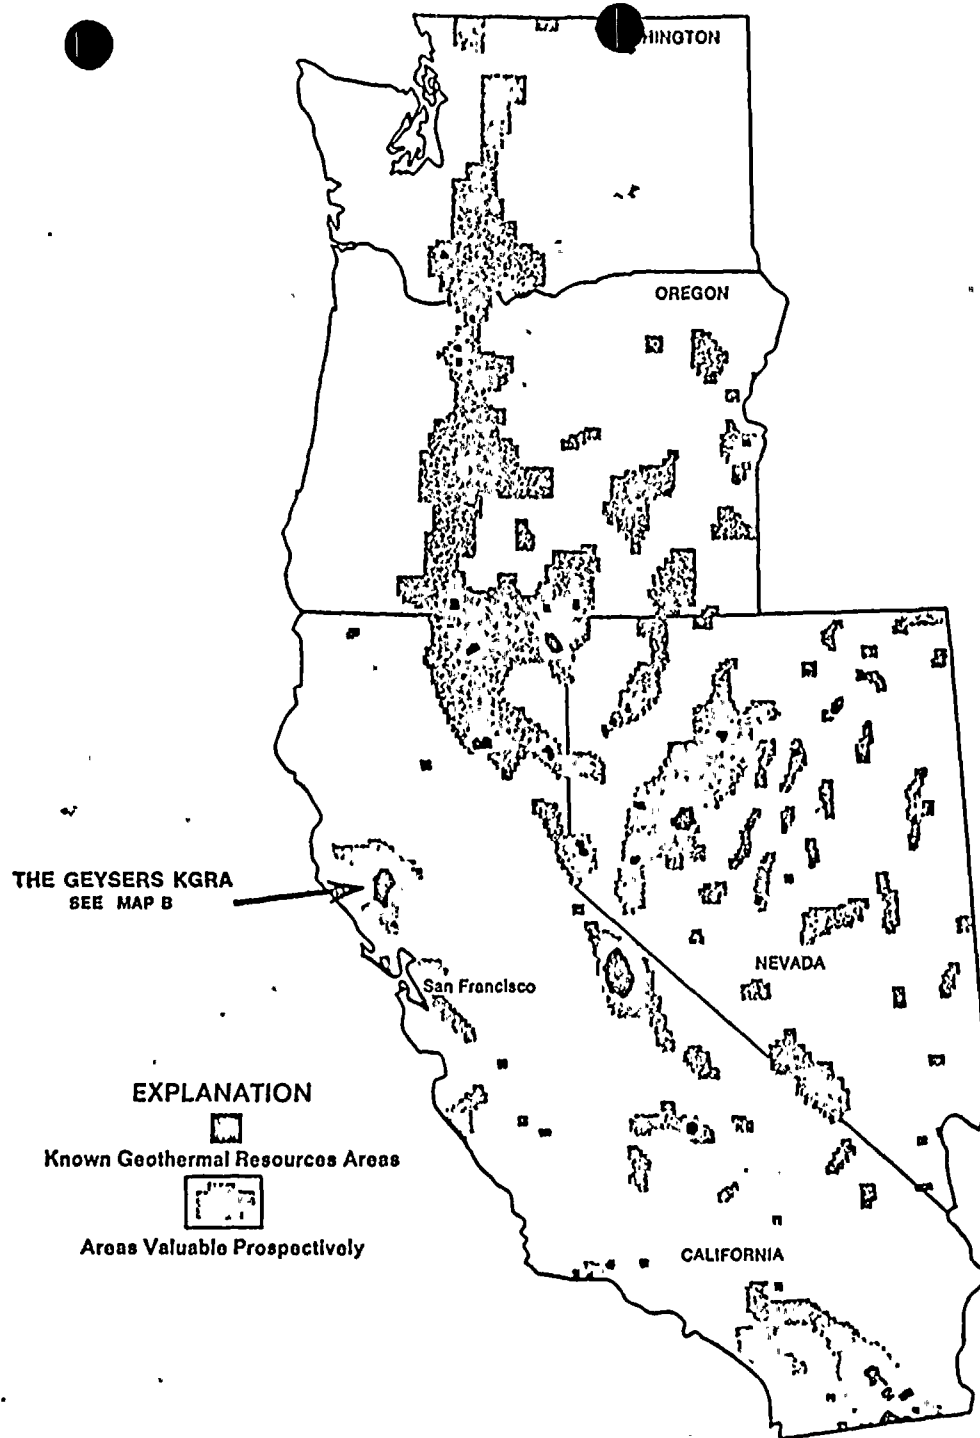 HINGTON
OREGON
THE GEYSERS KGRA
SEE MAP B
San Francisco
NEVADA
EXPLANATION
Known Geothermal Resources Areas
Areas Valuable Prospectively
CALIFORNIA